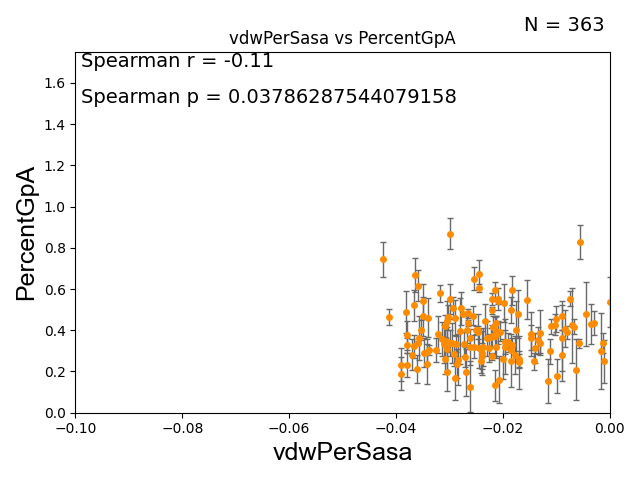 N = 363
vdwPerSasa vs PercentGpA
Spearman r = -0.11
Spearman p = 0.03786287544079158
PercentGpA
1.6
1.4
1.2
1.0
0.8
0.6
0.4
0.2
0.0
−0.10 −0.08 −0.06 −0.04 −0.02 0.00
vdwPerSasa